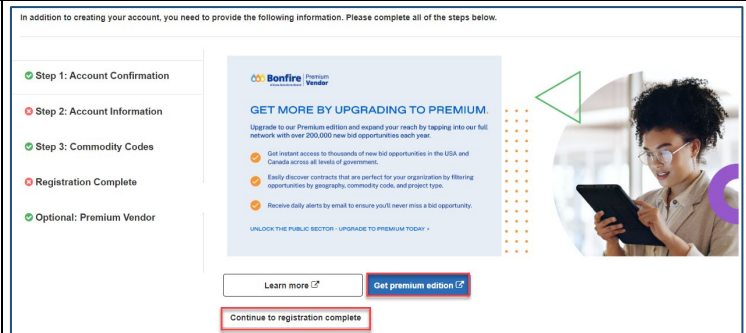 In addition to creating your account, you need to provide the following information. Please complete all of the steps below.
Step 1: Account Confirmation
Step 2: Account Information
Step 3: Commodity Codes
Registration Complete
Optional: Premium Vendor
Bonfire Premium
Vendor
GET MORE BY UPGRADING TO PREMIUM.
Upgrade to our Premium edition and expand your reach by tapping into our full
network with over 200,000 new bid opportunities each year.
Get instant access to thousands of new bid opportunities in the USA and
Canada across all levels of government.
Easily discover contracts that are perfect for your organization by filtering
opportunities by geography, commodity code, and project type.
Receive daily alerts by email to ensure you'll never miss a bid opportunity.
UNLOCK THE PUBLIC SECTOR - UPGRADE TO PREMIUM TODAY >
Learn more
Get premium edition
Continue to registration complete